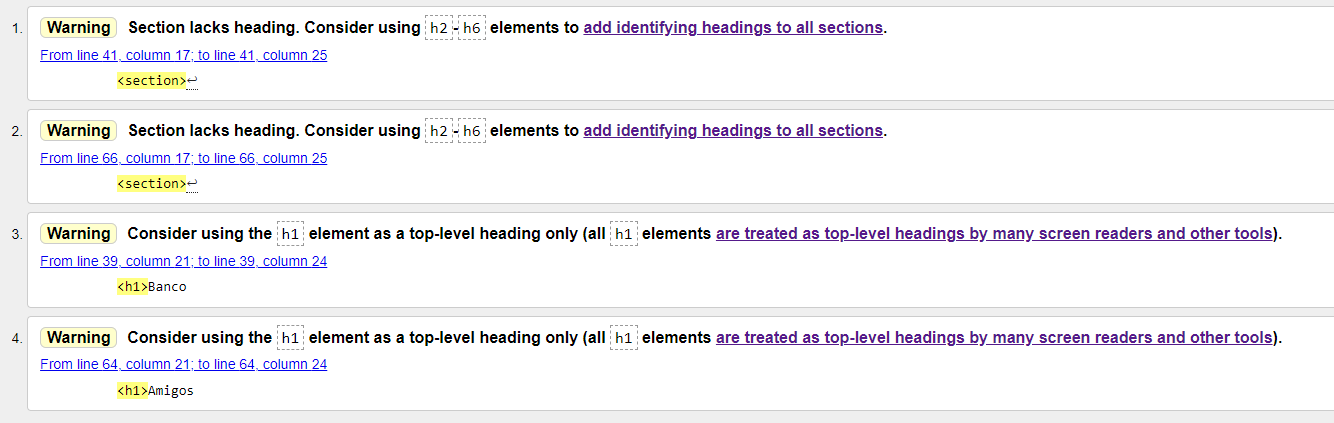 1. Warning Section lacks heading. Consider using h2-h6 elements to add identifying headings to all sections.
From line 41, column 17; to line 41, column 25
<section>↩
2. Warning Section lacks heading. Consider using h2-h6 elements to add identifying headings to all sections.
From line 66, column 17; to line 66, column 25
<section>↩
3. Warning Consider using the h1 element as a top-level heading only (all h1 elements are treated as top-level headings by many screen readers and other tools).
From line 39, column 21; to line 39, column 24
<h1>Banco
4. Warning Consider using the h1 element as a top-level heading only (all h1 elements are treated as top-level headings by many screen readers and other tools).
From line 64, column 21; to line 64, column 24
<h1>Amigos